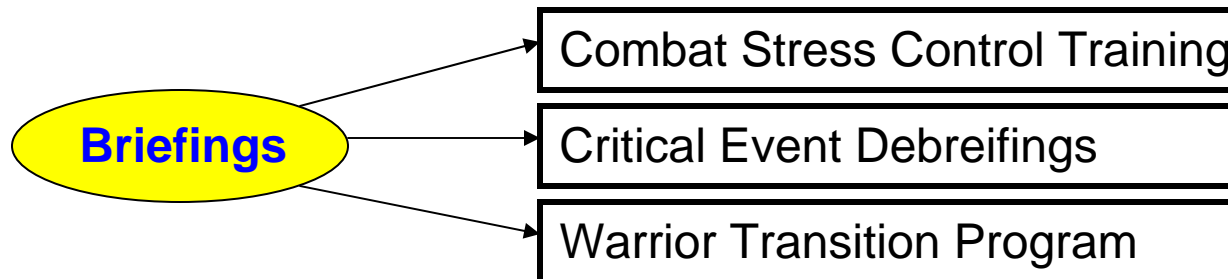 Combat Stress Control Training
Briefings
Critical Event Debreifings
Warrior Transition Program